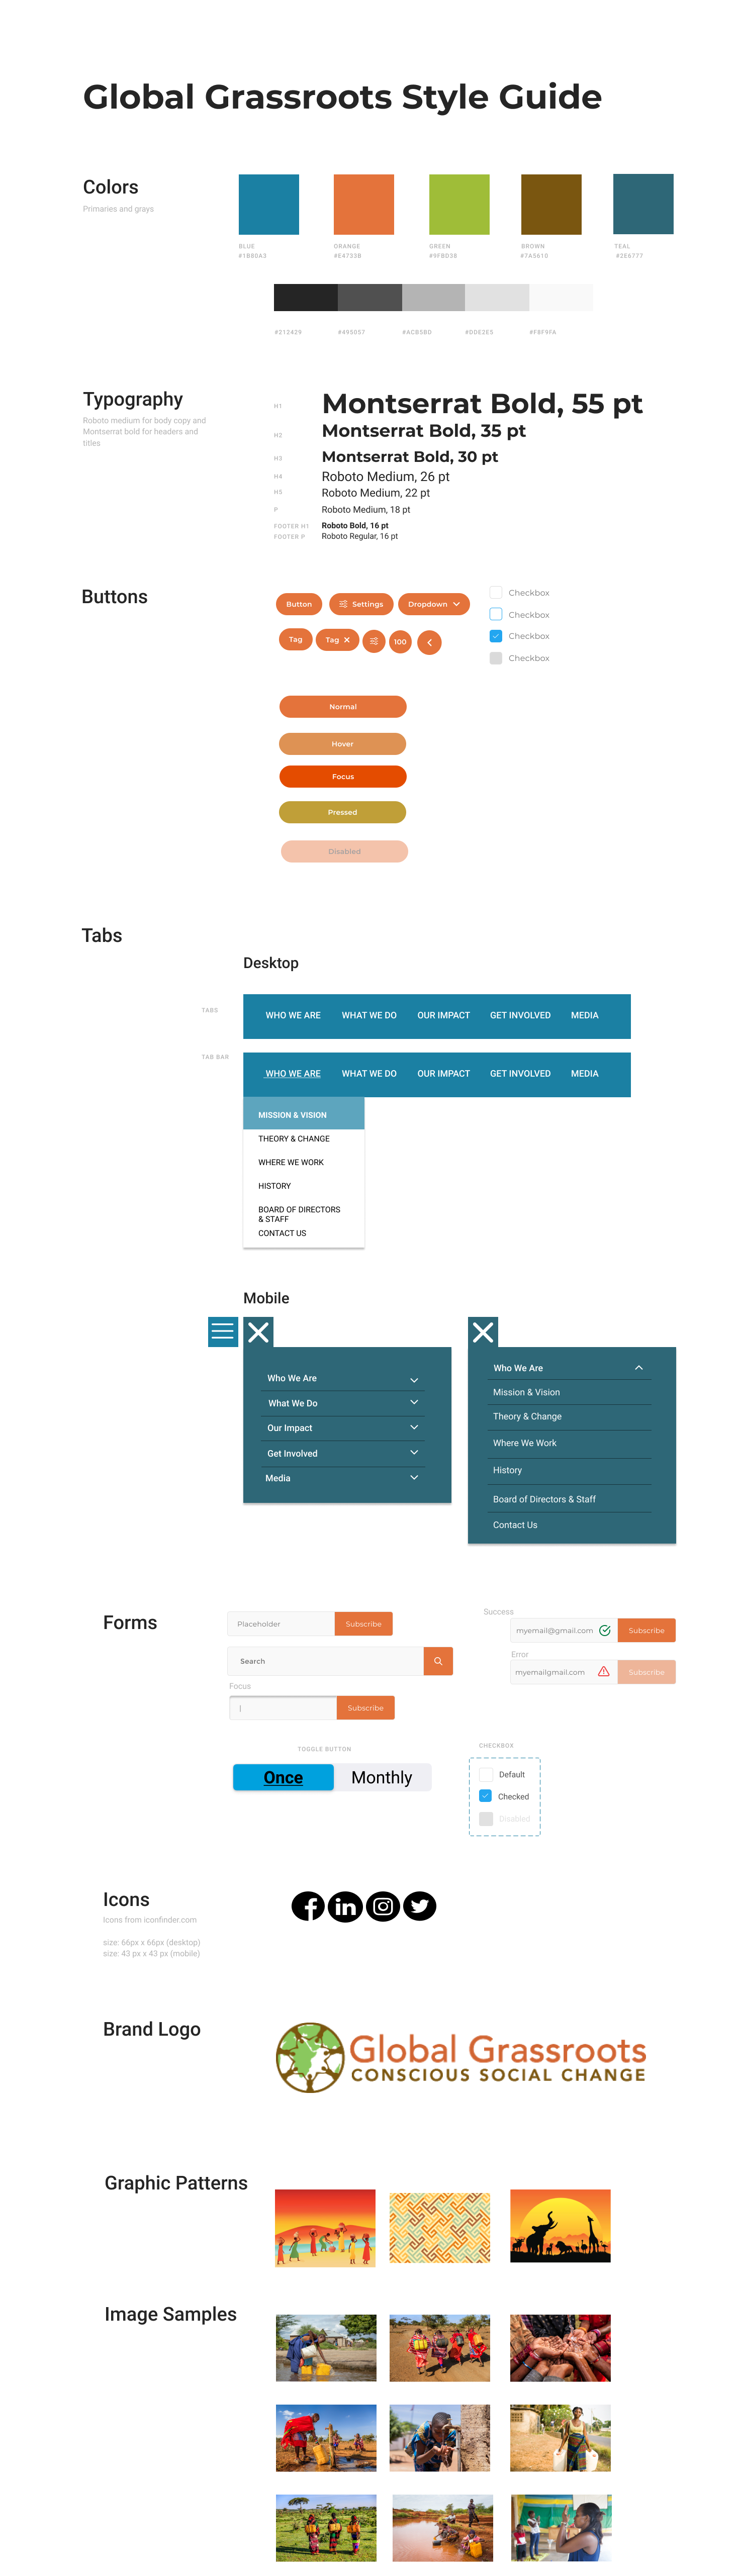 Global Grassroots Style Guide
Colors
Primaries and grays
BLUE
#1B80A3
ORANGE
#E4733B
GREEN
#9FBD38
BROWN
#7A5610
TEAL
#2E6777
#212429
#495057
#ACB5BD
#DDE2E5
#F8F9FA
Typography
Roboto medium for body copy and
Montserrat bold for headers and
titles
H1
Montserrat Bold, 55 pt
H2
Montserrat Bold, 35 pt
H3
Montserrat Bold, 30 pt
H4
Roboto Medium, 26 pt
H5
Roboto Medium, 22 pt
P
Roboto Medium, 18 pt
FOOTER H1
Roboto Bold, 16 pt
FOOTER P
Roboto Regular, 16 pt
Buttons
Button
Settings
Dropdown
Tag
Tag
100
Checkbox
Checkbox
Checkbox
Checkbox
Normal
Hover
Focus
Pressed
Disabled
Tabs
Desktop
TABS
WHO WE ARE WHAT WE DO OUR IMPACT GET INVOLVED MEDIA
TAB BAR
WHO WE ARE WHAT WE DO OUR IMPACT GET INVOLVED MEDIA
MISSION & VISION
THEORY & CHANGE
WHERE WE WORK
HISTORY
BOARD OF DIRECTORS
& STAFF
CONTACT US
Mobile
Who We Are
What We Do
Our Impact
Get Involved
Media
Who We Are
Mission & Vision
Theory & Change
Where We Work
History
Board of Directors & Staff
Contact Us
Forms
Placeholder
Subscribe
Search
Focus
Subscribe
Success
myemail@gmail.com
Subscribe
Error
myemailgmail.com
Subscribe
TOGGLE BUTTON
Once
Monthly
CHECKBOX
Default
Checked
Disabled
Icons
Icons from iconfinder.com
size: 66px x 66px (desktop)
size: 43 px x 43 px (mobile)
Brand Logo
Global Grassroots
CONSCIOUS SOCIAL CHANGE
Graphic Patterns
Image Samples